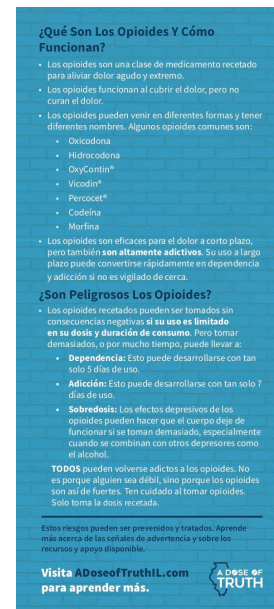 ¿Qué Son Los Opioides Y Cómo
Funcionan?
• Los opioides son una clase de medicamento recetado
para aliviar dolor agudo y extremo.
• Los opioides funcionan al cubrir el dolor, pero no
curan el dolor.
• Los opioides pueden venir en diferentes formas y tener
diferentes nombres. Algunos opioides comunes son:
• Oxicodona
• Hidrocodona
• OxyContin®
• Vicodin®
• Percocet®
• Codeína
• Morfina
• Los opioides son eficaces para el dolor a corto plazo,
pero también son altamente adictivos. Su uso a largo
plazo puede convertirse rápidamente en dependencia
y adicción si no es vigilado de cerca.
¿Son Peligrosos Los Opioides?
• Los opioides recetados pueden ser tomados sin
consecuencias negativas si su uso es limitado
en su dosis y duración de consumo. Pero tomar
demasiados, o por mucho tiempo, puede llevar a:
• Dependencia: Esto puede desarrollarse con tan
solo 5 días de uso.
• Adicción: Esto puede desarrollarse con tan solo 7
días de uso.
• Sobredosis: Los efectos depresivos de los
opioides pueden hacer que el cuerpo deje de
funcionar si se toman demasiado, especialmente
cuando se combinan con otros depresores como
el alcohol.
TODOS pueden volverse adictos a los opioides. No
es porque alguien sea débil, sino porque los opioides
son así de fuertes. Ten cuidado al tomar opioides.
Solo toma la dosis recetada.
Estos riesgos pueden ser prevenidos y tratados. Aprende
más acerca de las señales de advertencia y sobre los
recursos y apoyo disponible.
Visita ADoseofTruthIL.com
para aprender más.
A DOSE OF
TRUTH